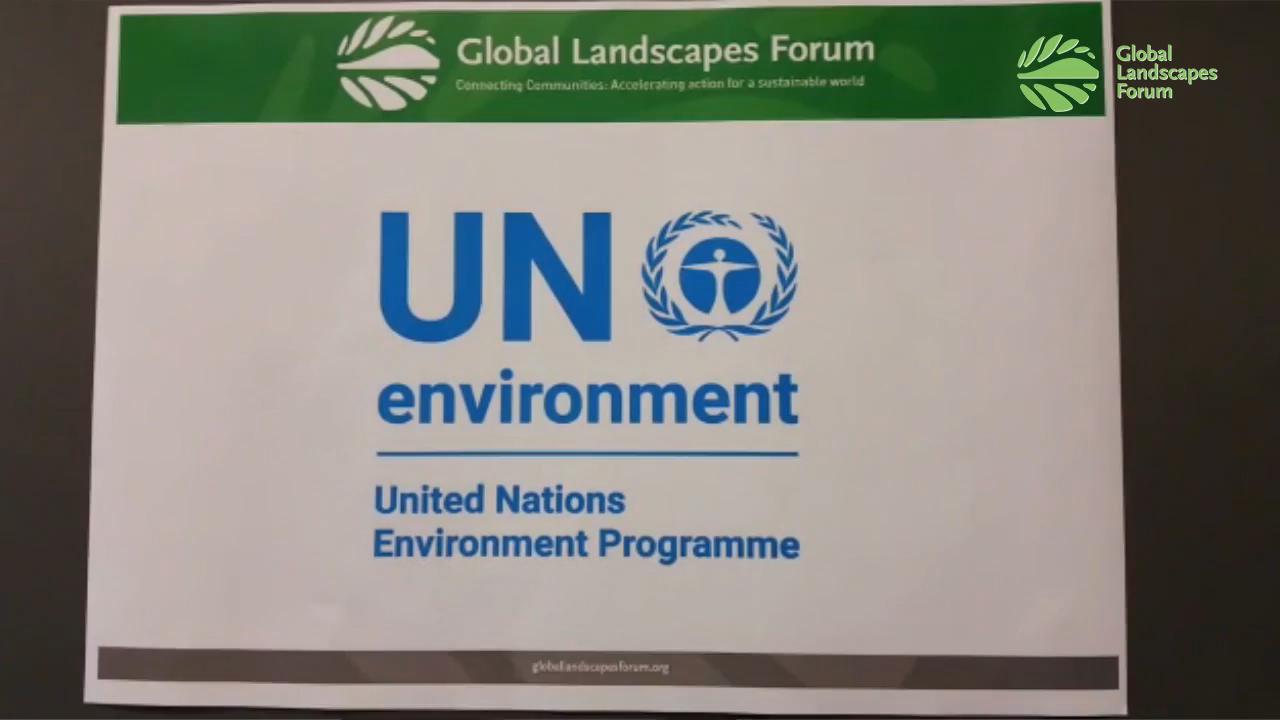 Global Landscapes Forum
Connecting Communities: Accelerating action for a sustainable world
Global
Landscapes
Forum
UN
environment
United Nations
Environment Programme
globallandscapesforum.org